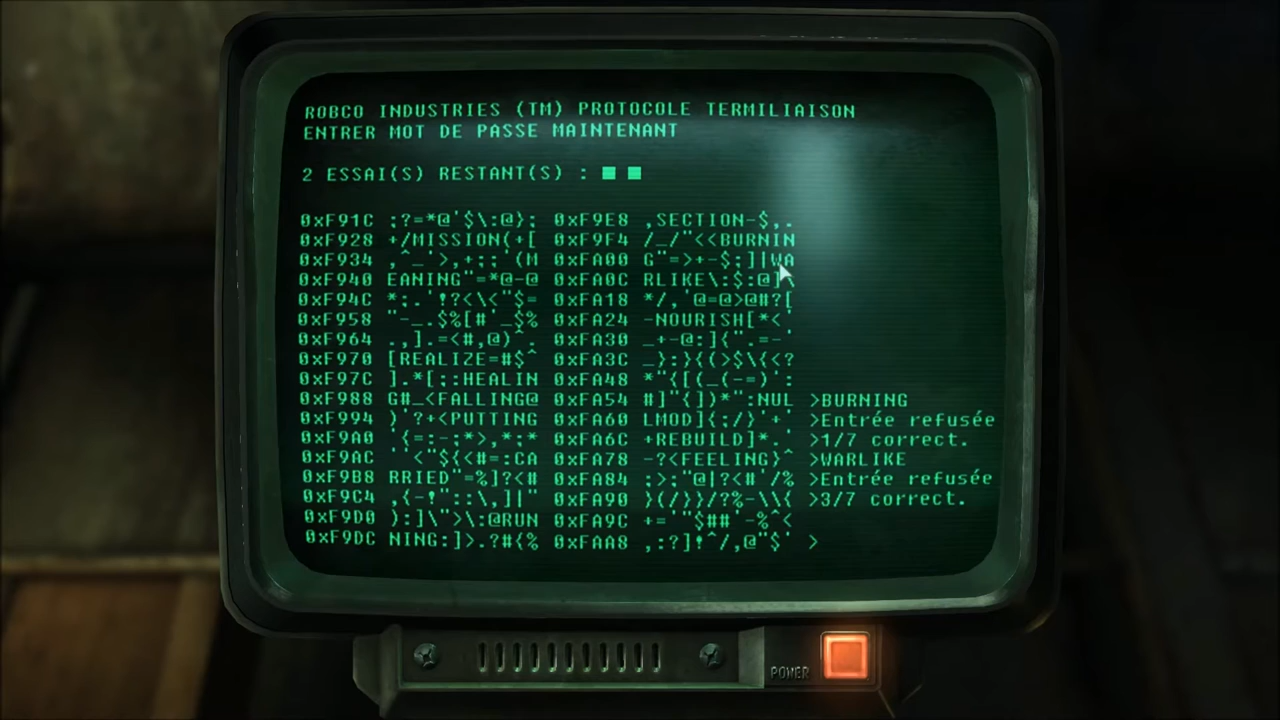 ROBCO INDUSTRIES (TM) PROTOCOLE TERMILIAISON
ENTRER MOT DE PASSE MAINTENANT
2 ESSAI(S) RESTANT(S) : ■ ■
0xF91C ;?=*@'$\:@}; 0xF9E8 ,SECTION-$,.
0xF928 +/MISSION(+[ 0xF9F4 /_/"<<BURNIN
0xF934 ,^_'>,+;;'(M 0xFA00 G"=>+-$;]|WA
0xF940 EANING"=*@-@ 0xFA0C RLIKE\:$:@]\
0xF94C *;.'!?<\<"$= 0xFA18 */,'@=@>@#?[
0xF958 "-_.$%[#'_$% 0xFA24 -NOURISH[*<'
0xF964 .,].=<#,@)^. 0xFA30 _+-@:]{".=-'
0xF970 [REALIZE=#$^ 0xFA3C _}:}{(>$\{<?
0xF97C ].*[;:HEALIN 0xFA48 *"{[(_(-=)':
0xF988 G#_<FALLING@ 0xFA54 #]"{])*":NUL >BURNING
0xF994 )'?+<PUTTING 0xFA60 LMOD]{;/}'+' >Entrée refusée
0xF9A0 '{=:-;*>,*;* 0xFA6C +REBUILD]*.' >1/7 correct.
0xF9AC ''<"${<#=:CA 0xFA78 -?<FEELING}^ >WARLIKE
0xF9B8 RRIED"=%]?<# 0xFA84 ;>;"@|?<#'/% >Entrée refusée
0xF9C4 ,{-!"::\,]|" 0xFA90 }(/}}/?%-\\{ >3/7 correct.
0xF9D0 ):]\">\:@RUN 0xFA9C +='"$##'-%^<
0xF9DC NING:]>.?#{% 0xFAA8 ,:?]!^/,@"$' >
POWER